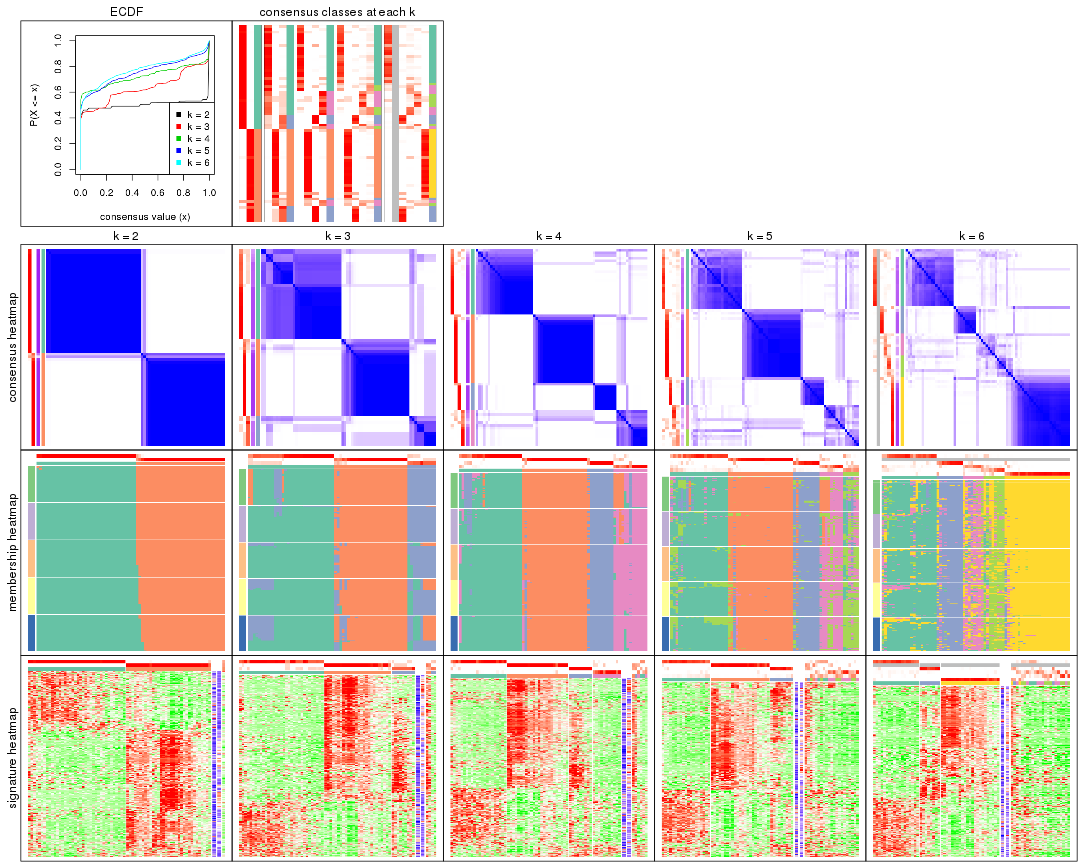 ECDF
consensus classes at each k
P(X <= x)
1.0
0.8
0.6
0.4
0.2
0.0
k = 2
k = 3
k = 4
k = 5
k = 6
0.0 0.2 0.4 0.6 0.8 1.0
consensus value (x)
k = 2 k = 3 k = 4 k = 5 k = 6
consensus heatmap
membership heatmap
signature heatmap